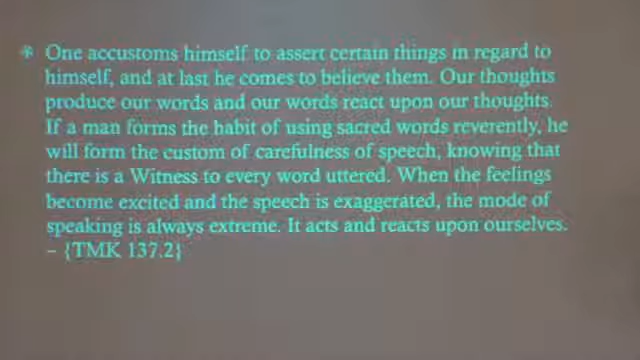 * One accustoms himself to assert certain things in regard to
himself, and at last he comes to believe them. Our thoughts
produce our words and our words react upon our thoughts.
If a man forms the habit of using sacred words reverently, he
will form the custom of carefulness of speech, knowing that
there is a Witness to every word uttered. When the feelings
become excited and the speech is exaggerated, the mode of
speaking is always extreme. It acts and reacts upon ourselves.
– {TMK 137.2}